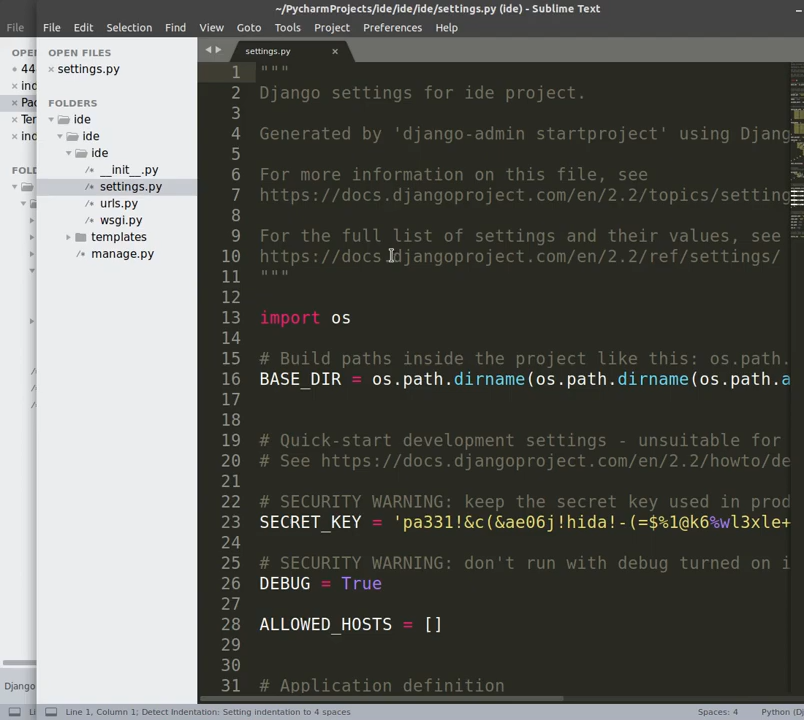 ~/PycharmProjects/ide/ide/ide/settings.py (ide) - Sublime Text
File
File Edit Selection Find View Goto Tools Project Preferences Help
OPEN FILES
settings.py
FOLDERS
ide
ide
ide
__init__.py
settings.py
urls.py
wsgi.py
templates
manage.py
44
settings.py
1 """
2 Django settings for ide project.
3
4 Generated by 'django-admin startproject' using
5
6 For more information on this file, see
7 https://docs.djangoproject.com/en/2.2/topics/setting
8
9 For the full list of settings and their values, see
10 https://docs.djangoproject.com/en/2.2/ref/settings/
11 """
12
13 import os
14
15 # Build paths inside the project like this: os.path.
16 BASE_DIR = os.path.dirname(os.path.dirname(os.path.a
17
18
19 # Quick-start development settings - unsuitable for
20 # See https://docs.djangoproject.com/en/2.2/howto/de
21
22 # SECURITY WARNING: keep the secret key used in prod
23 SECRET_KEY = 'pa331!&c(&ae06j!hida!-(=$%1@k6%wl3xle+
24
25 # SECURITY WARNING: don't run with debug turned on i
26 DEBUG = True
27
28 ALLOWED_HOSTS = []
29
30
31 # Application definition
Django
Line 1, Column 1; Detect Indentation: Setting indentation to 4 spaces
Spaces: 4
Python